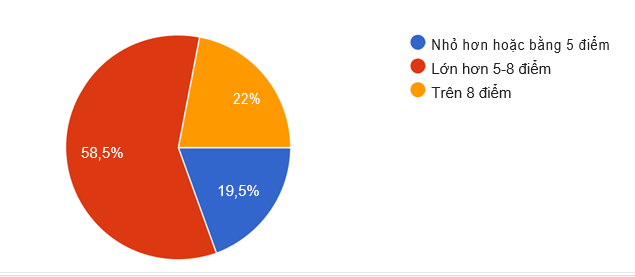 Nhỏ hơn hoặc bằng 5 điểm
Lớn hơn 5-8 điểm
Trên 8 điểm
22%
58,5%
19,5%